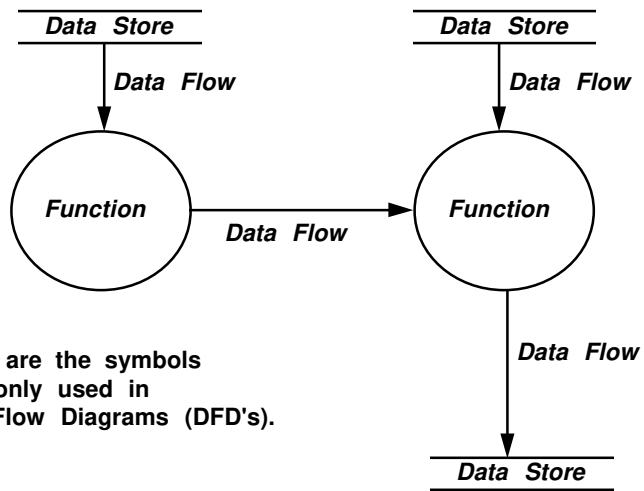 Data Store
Data Store
Data Flow
Data Flow
Function
Function
Data Flow
are the symbols
only used in
Flow Diagrams (DFD's).
Data Flow
Data Store